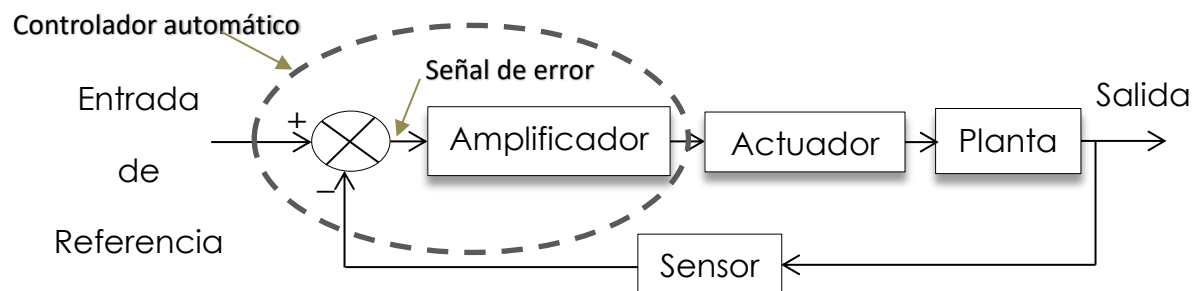 Controlador automático
Señal de error
Entrada
de
Referencia
+
−
Amplificador
Actuador
Planta
Salida
Sensor